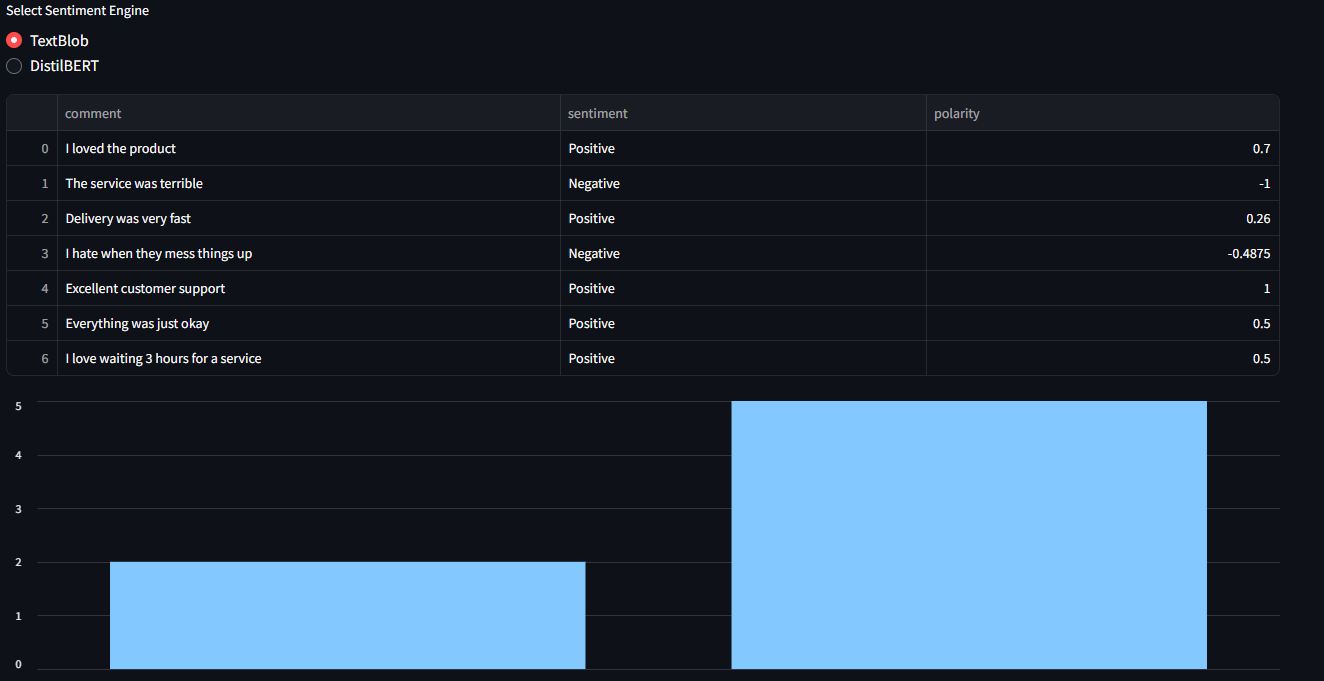 Select Sentiment Engine
TextBlob
DistilBERT
comment sentiment polarity
0 I loved the product Positive 0.7
1 The service was terrible Negative -1
2 Delivery was very fast Positive 0.26
3 I hate when they mess things up Negative -0.4875
4 Excellent customer support Positive 1
5 Everything was just okay Positive 0.5
6 I love waiting 3 hours for a service Positive 0.5
5
4
3
2
1
0